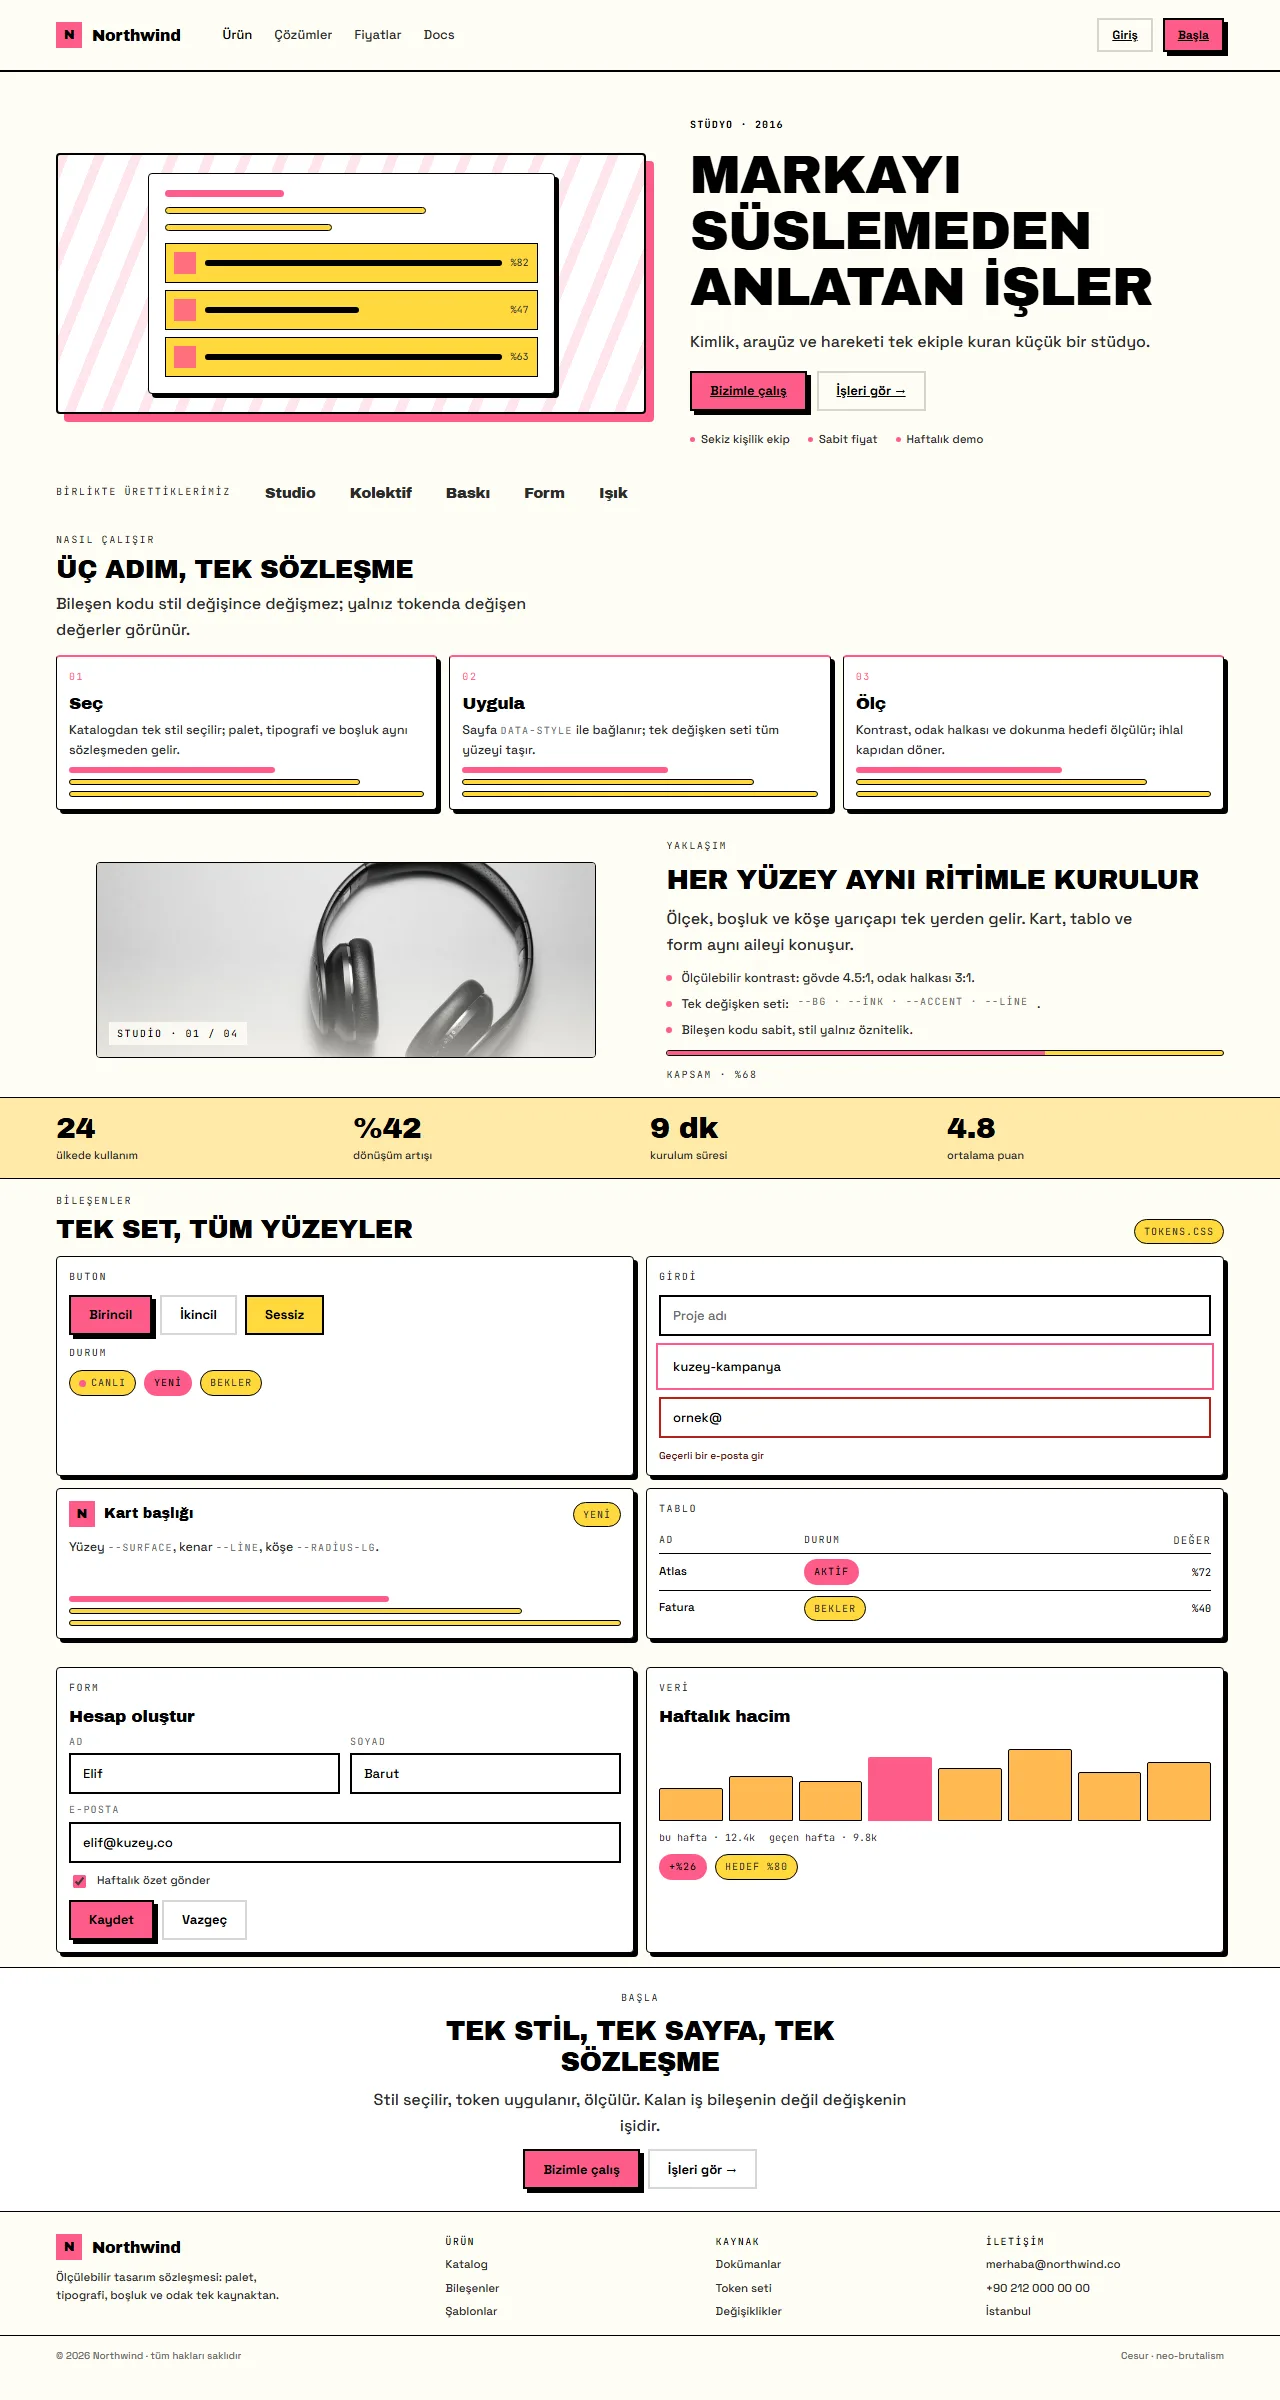 N Northwind Ürün Çözümler Fiyatlar Docs Giriş Başla
STÜDYO · 2016
MARKAYI
SÜSLEMEDEN
ANLATAN İŞLER
Kimlik, arayüz ve hareketi tek ekiple kuran küçük bir stüdyo.
Bizimle çalış İşleri gör →
Sekiz kişilik ekip Sabit fiyat Haftalık demo
%82
%47
%63
BİRLİKTE ÜRETTİKLERİMİZ Studio Kolektif Baskı Form Işık
NASIL ÇALIŞIR
ÜÇ ADIM, TEK SÖZLEŞME
Bileşen kodu stil değişince değişmez; yalnız tokenda değişen
değerler görünür.
01
Seç
Katalogdan tek stil seçilir; palet, tipografi ve boşluk aynı
sözleşmeden gelir.
02
Uygula
Sayfa DATA-STYLE ile bağlanır; tek değişken seti tüm
yüzeyi taşır.
03
Ölç
Kontrast, odak halkası ve dokunma hedefi ölçülür; ihlal
kapıdan döner.
STUDİO · 01 / 04
YAKLAŞIM
HER YÜZEY AYNI RİTİMLE KURULUR
Ölçek, boşluk ve köşe yarıçapı tek yerden gelir. Kart, tablo ve
form aynı aileyi konuşur.
Ölçülebilir kontrast: gövde 4.5:1, odak halkası 3:1.
Tek değişken seti: --BG · --İNK · --ACCENT · --LİNE .
Bileşen kodu sabit, stil yalnız öznitelik.
KAPSAM · %68
24 %42 9 dk 4.8
ülkede kullanım dönüşüm artışı kurulum süresi ortalama puan
BİLEŞENLER
TEK SET, TÜM YÜZEYLER TOKENS.CSS
BUTON
Birincil İkincil Sessiz
DURUM
CANLI YENİ BEKLER
GİRDİ
Proje adı
kuzey-kampanya
ornek@
Geçerli bir e-posta gir
N Kart başlığı YENİ
Yüzey --SURFACE, kenar --LİNE, köşe --RADİUS-LG.
TABLO
AD DURUM DEĞER
Atlas AKTİF %72
Fatura BEKLER %40
FORM
Hesap oluştur
AD SOYAD
Elif Barut
E-POSTA
elif@kuzey.co
Haftalık özet gönder
Kaydet Vazgeç
VERİ
Haftalık hacim
bu hafta · 12.4k geçen hafta · 9.8k
+%26 HEDEF %80
BAŞLA
TEK STİL, TEK SAYFA, TEK
SÖZLEŞME
Stil seçilir, token uygulanır, ölçülür. Kalan iş bileşenin değil değişkenin
işidir.
Bizimle çalış İşleri gör →
N Northwind
Ölçülebilir tasarım sözleşmesi: palet,
tipografi, boşluk ve odak tek kaynaktan.
ÜRÜN
Katalog
Bileşenler
Şablonlar
KAYNAK
Dokümanlar
Token seti
Değişiklikler
İLETİŞİM
merhaba@northwind.co
+90 212 000 00 00
İstanbul
© 2026 Northwind · tüm hakları saklıdır Cesur · neo-brutalism